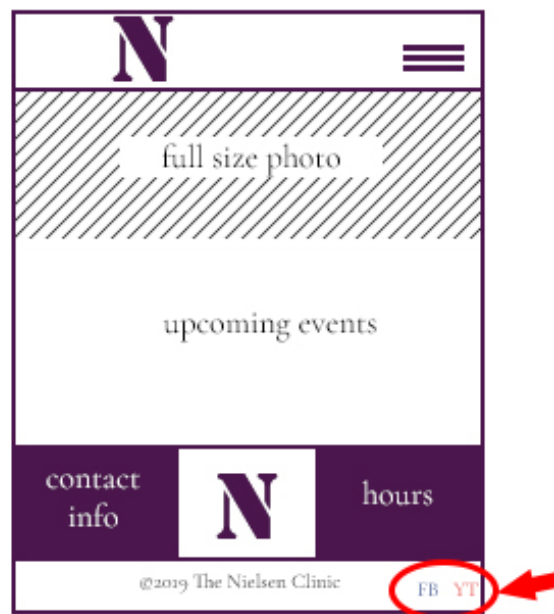 N
full size photo
upcoming events
contact
info
N
hours
©2019 The Nielsen Clinic
FB YT